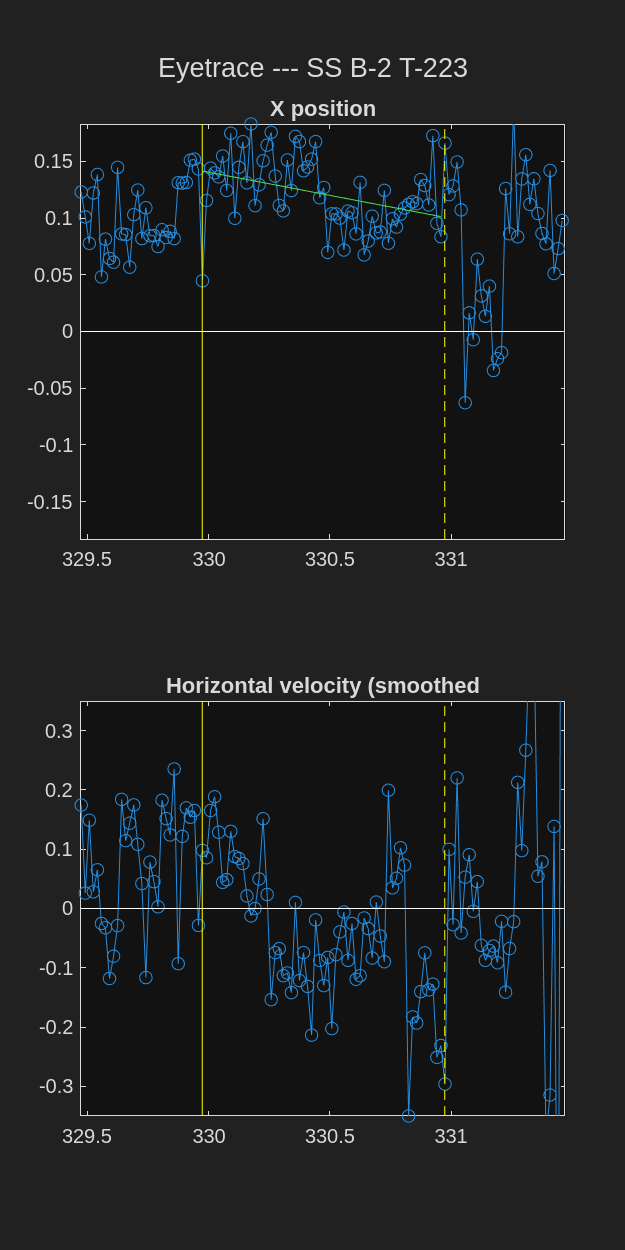 Eyetrace --- SS B-2 T-223
X position
0.15
0.1
0.05
0
-0.05
-0.1
-0.15
329.5 330 330.5 331
Horizontal velocity (smoothed
0.3
0.2
0.1
0
-0.1
-0.2
-0.3
329.5 330 330.5 331